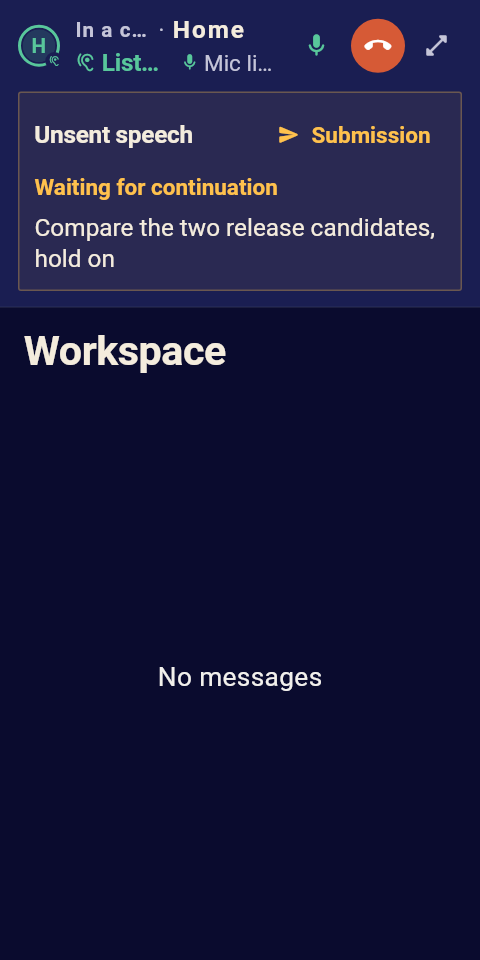 H
In a c… · Home
List… Mic li…
Unsent speech
Submission
Waiting for continuation
Compare the two release candidates,
hold on
Workspace
No messages